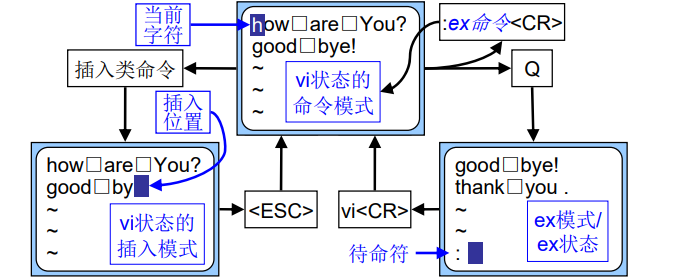 当前
字符
how□are□You?
good□bye!
~
~
~
vi状态的
命令模式
:ex命令<CR>
插入类命令
Q
插入
位置
how□are□You?
good□by
~
~
~
vi状态的
插入模式
<ESC>
vi<CR>
good□bye!
thank□you .
~
~
:
ex模式/
ex状态
待命符